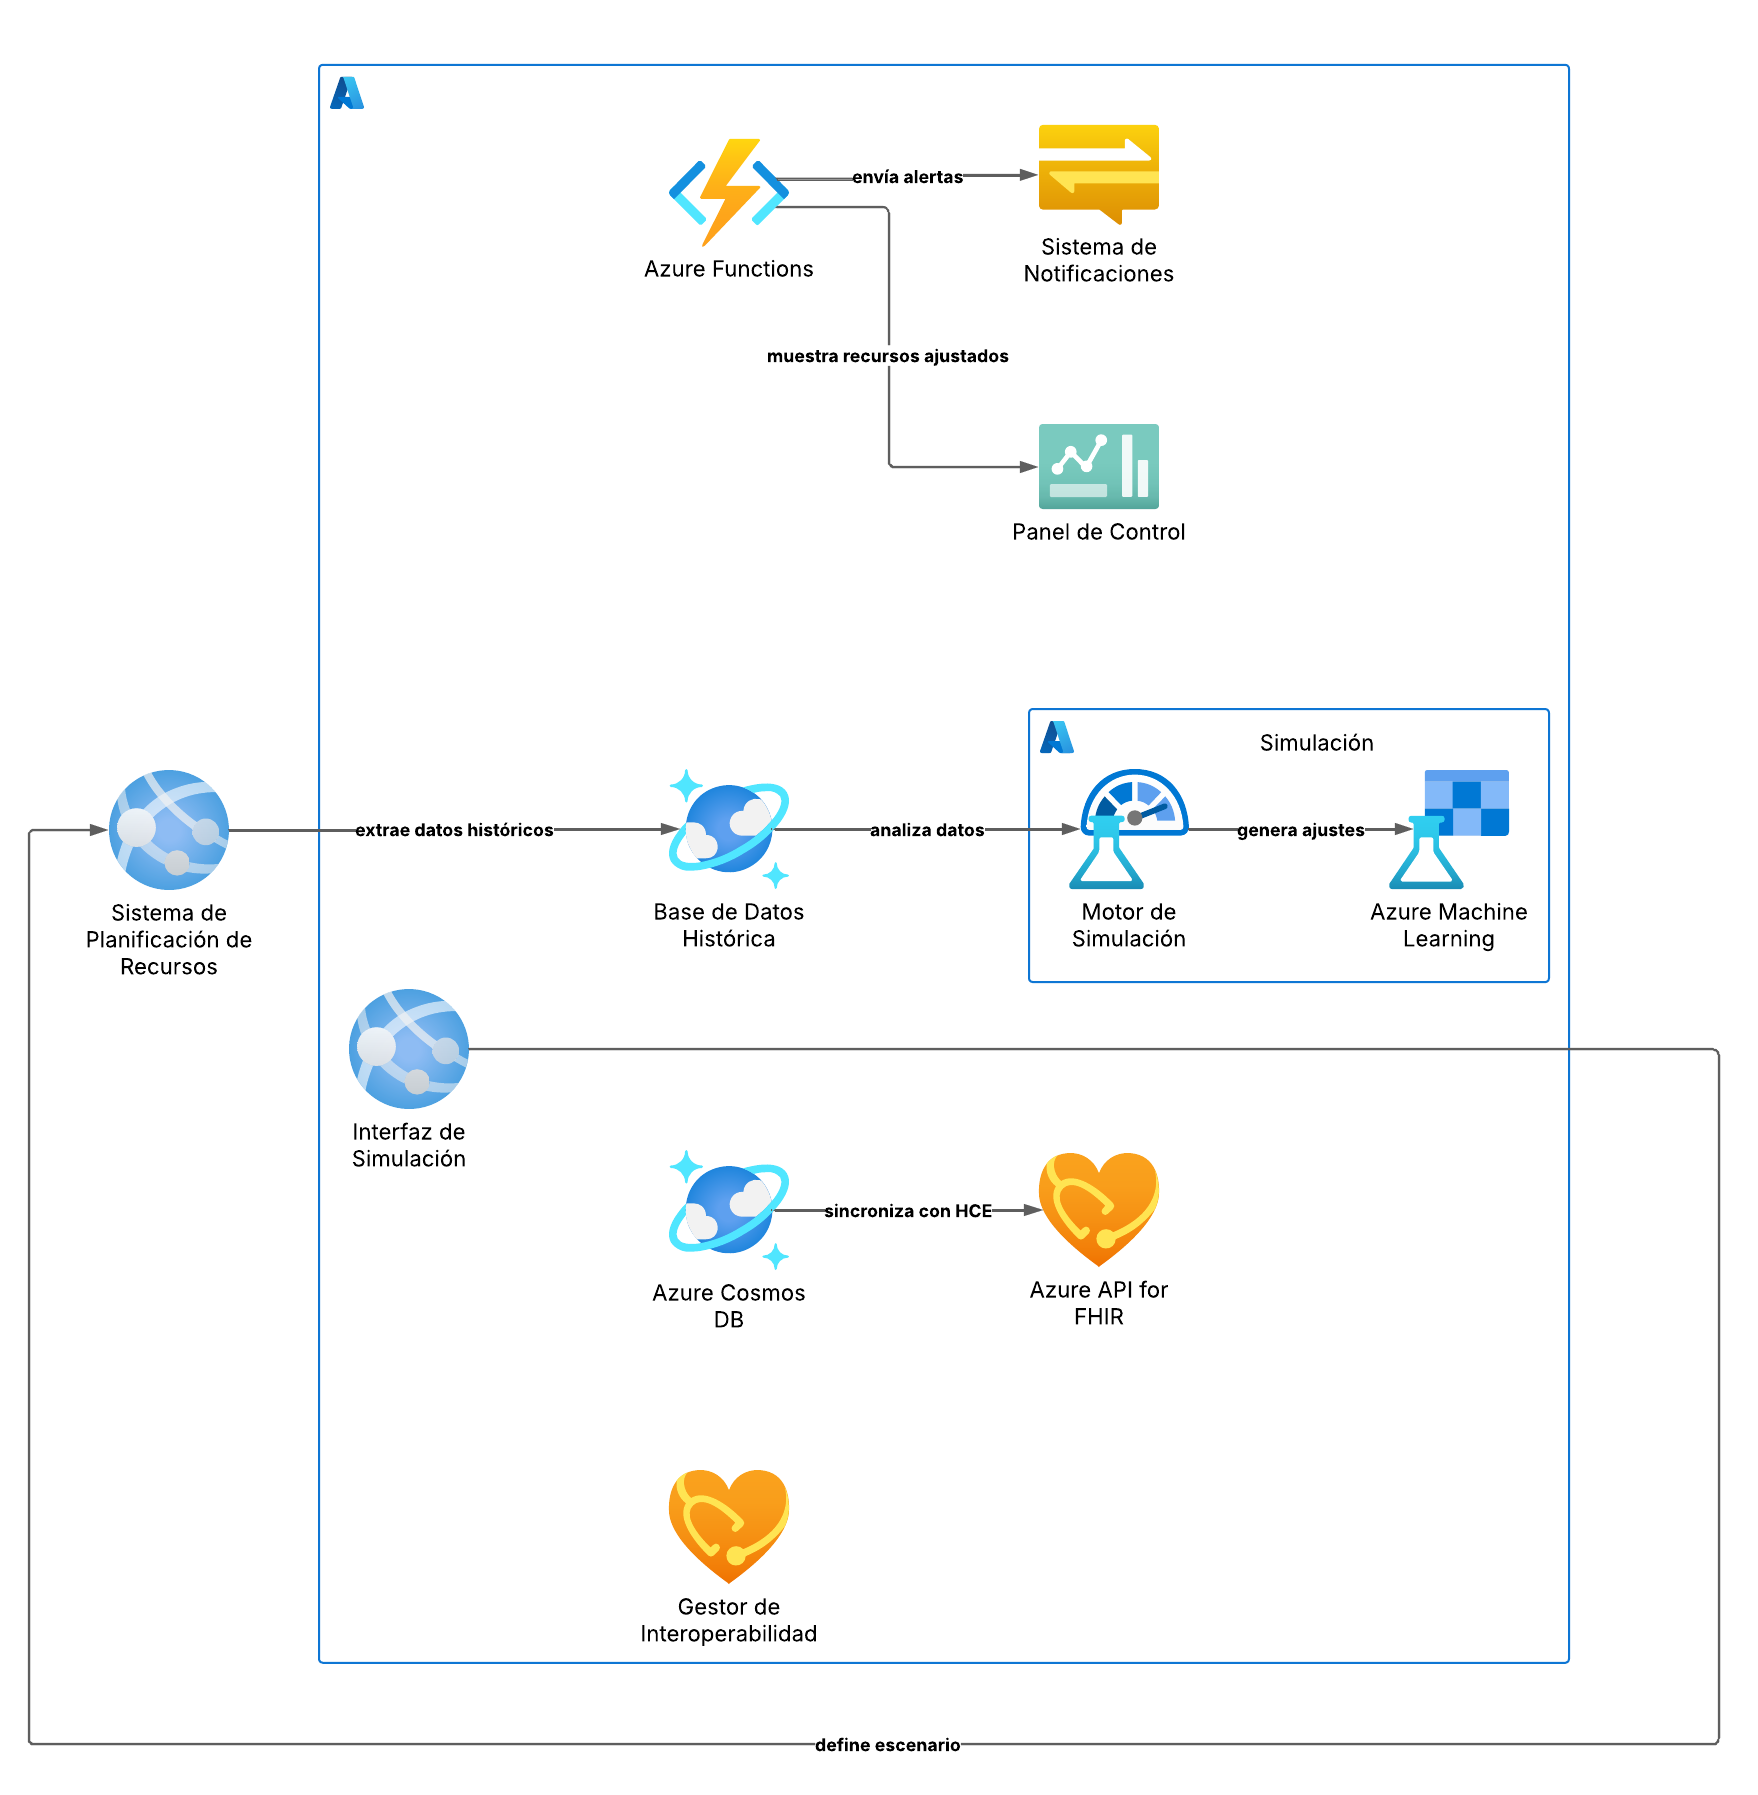 envía alertas
Azure Functions
Sistema de
Notificaciones
muestra recursos ajustados
Panel de Control
Simulación
extrae datos históricos
analiza datos
genera ajustes
Sistema de
Planificación de
Recursos
Base de Datos
Histórica
Motor de
Simulación
Azure Machine
Learning
Interfaz de
Simulación
sincroniza con HCE
Azure Cosmos
DB
Azure API for
FHIR
Gestor de
Interoperabilidad
define escenario